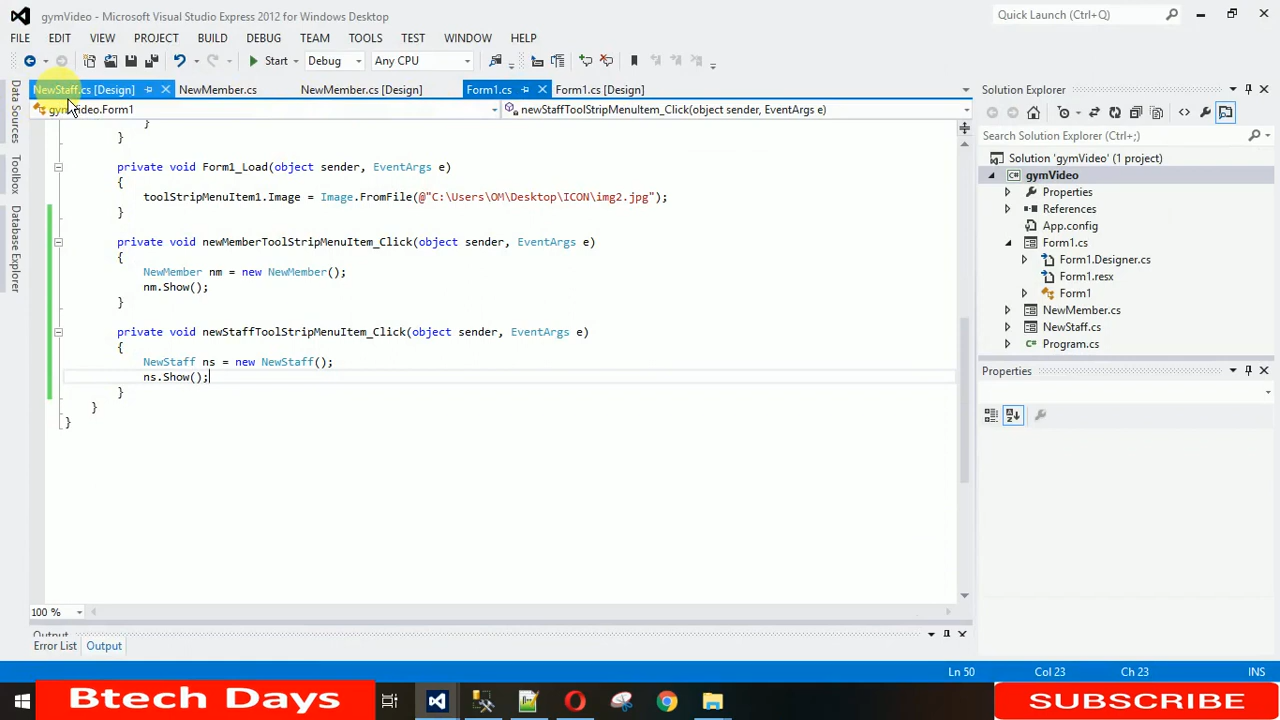 gymVideo - Microsoft Visual Studio Express 2012 for Windows Desktop
Quick Launch (Ctrl+Q)
FILE EDIT VIEW PROJECT BUILD DEBUG TEAM TOOLS TEST WINDOW HELP
Start Debug Any CPU
NewStaff.cs [Design] NewMember.cs NewMember.cs [Design] Form1.cs Form1.cs [Design]
gymVideo.Form1 newStaffToolStripMenuItem_Click(object sender, EventArgs e)
}
}
private void Form1_Load(object sender, EventArgs e)
{
toolStripMenuItem1.Image = Image.FromFile(@"C:\Users\OM\Desktop\ICON\img2.jpg");
}
private void newMemberToolStripMenuItem_Click(object sender, EventArgs e)
{
NewMember nm = new NewMember();
nm.Show();
}
private void newStaffToolStripMenuItem_Click(object sender, EventArgs e)
{
NewStaff ns = new NewStaff();
ns.Show();
}
}
}
100 %
Output
Error List Output
Data Sources
Toolbox
Database Explorer
Solution Explorer
Search Solution Explorer (Ctrl+;)
Solution 'gymVideo' (1 project)
gymVideo
Properties
References
App.config
Form1.cs
Form1.Designer.cs
Form1.resx
Form1
NewMember.cs
NewStaff.cs
Program.cs
Properties
Ln 50 Col 23 Ch 23 INS
Btech Days
SUBSCRIBE